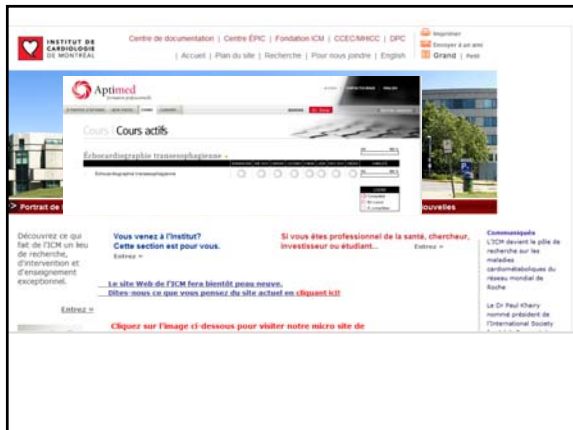 INSTITUT DE
CARDIOLOGIE
DE MONTRÉAL
Centre de documentation | Centre ÉPIC | Fondation ICM | CCEC/MHICC | DPC
| Accueil | Plan du site | Recherche | Pour nous joindre | English
Imprimer
Envoyer à un ami
Grand | Petit
Aptimed
formation professionnelle
Cours | Cours actifs
Échocardiographie transesophagienne
Échocardiographie transesophagienne
> Portrait de
nouvelles
Découvrez ce qui
fait de l'ICM un lieu
de recherche,
d'intervention et
d'enseignement
exceptionnel.
Entrez »
Vous venez à l'Institut?
Cette section est pour vous.
Entrez »
Si vous êtes professionnel de la santé, chercheur,
investisseur ou étudiant...
Entrez »
Le site Web de l'ICM fera bientôt peau neuve.
Dites-nous ce que vous pensez du site actuel en cliquant ici!
Cliquez sur l'image ci-dessous pour visiter notre micro site de
Communiqués
L'ICM devient le pôle de
recherche sur les
maladies
cardiométaboliques du
réseau mondial de
Roche
Le Dr Paul Khairy
nommé président de
l'International Society